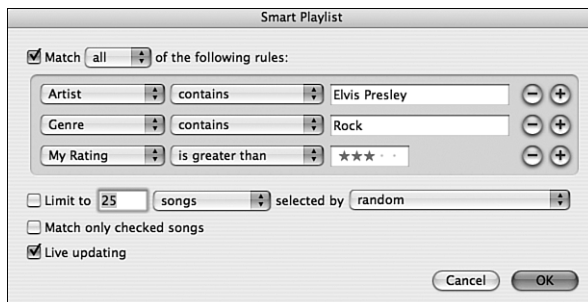 Smart Playlist
Match all of the following rules:
Artist contains Elvis Presley
Genre contains Rock
My Rating is greater than ★★★··
Limit to 25 songs selected by random
Match only checked songs
Live updating
Cancel OK